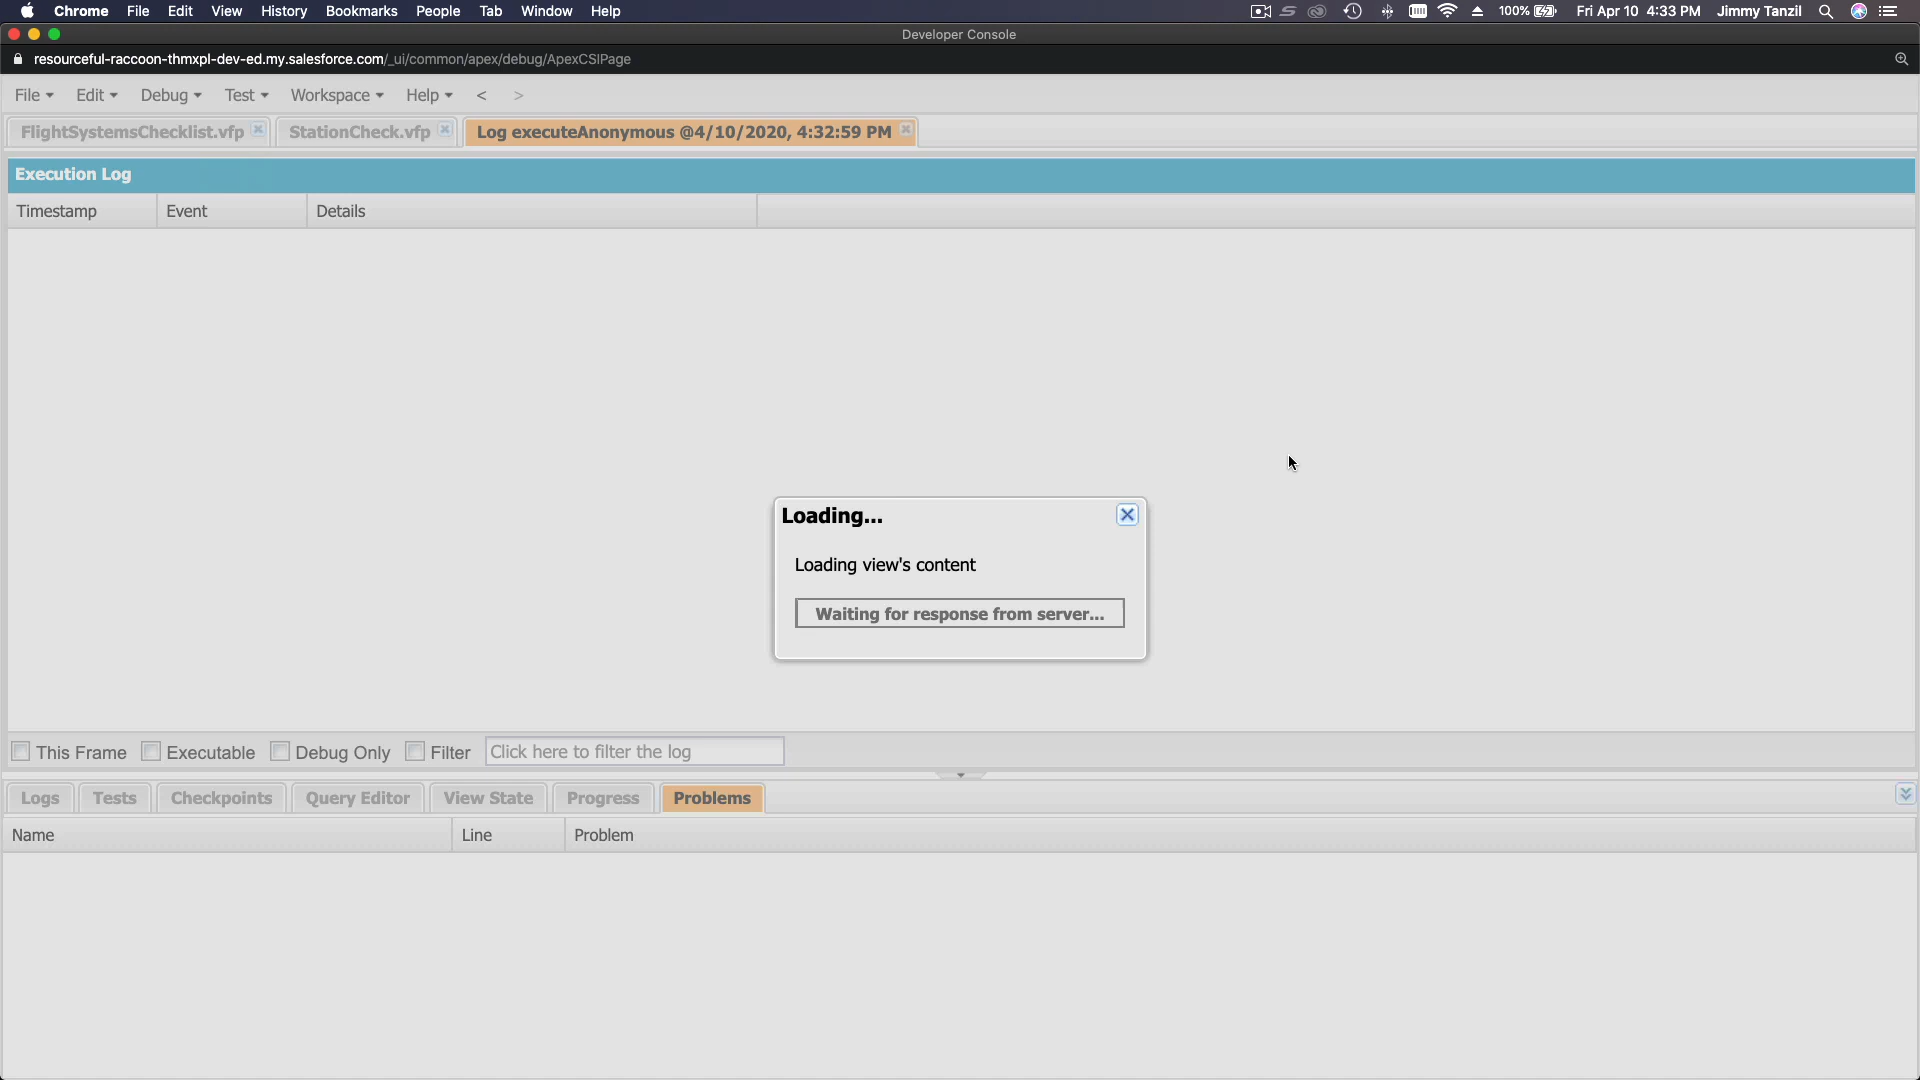 Chrome File Edit View History Bookmarks People Tab Window Help 100% Fri Apr 10 4:33 PM Jimmy Tanzil
Developer Console
resourceful-raccoon-thmxpl-dev-ed.my.salesforce.com/_ui/common/apex/debug/ApexCSIPage
File Edit Debug Test Workspace Help < >
FlightSystemsChecklist.vfp StationCheck.vfp Log executeAnonymous @4/10/2020, 4:32:59 PM
Execution Log
Timestamp Event Details
Loading...
Loading view's content
Waiting for response from server...
This Frame Executable Debug Only Filter Click here to filter the log
Logs Tests Checkpoints Query Editor View State Progress Problems
Name Line Problem